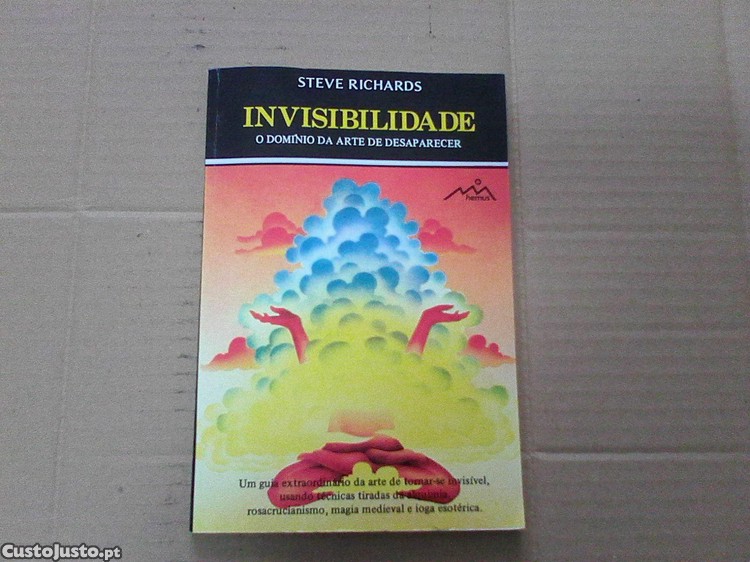 STEVE RICHARDS
INVISIBILIDADE
O DOMÍNIO DA ARTE DE DESAPARECER
hemus
Um guia extraordinário da arte de tornar-se invisível,
usando técnicas tiradas da alquimia,
rosacrucianismo, magia medieval e ioga esotérica.
CustoJusto.pt